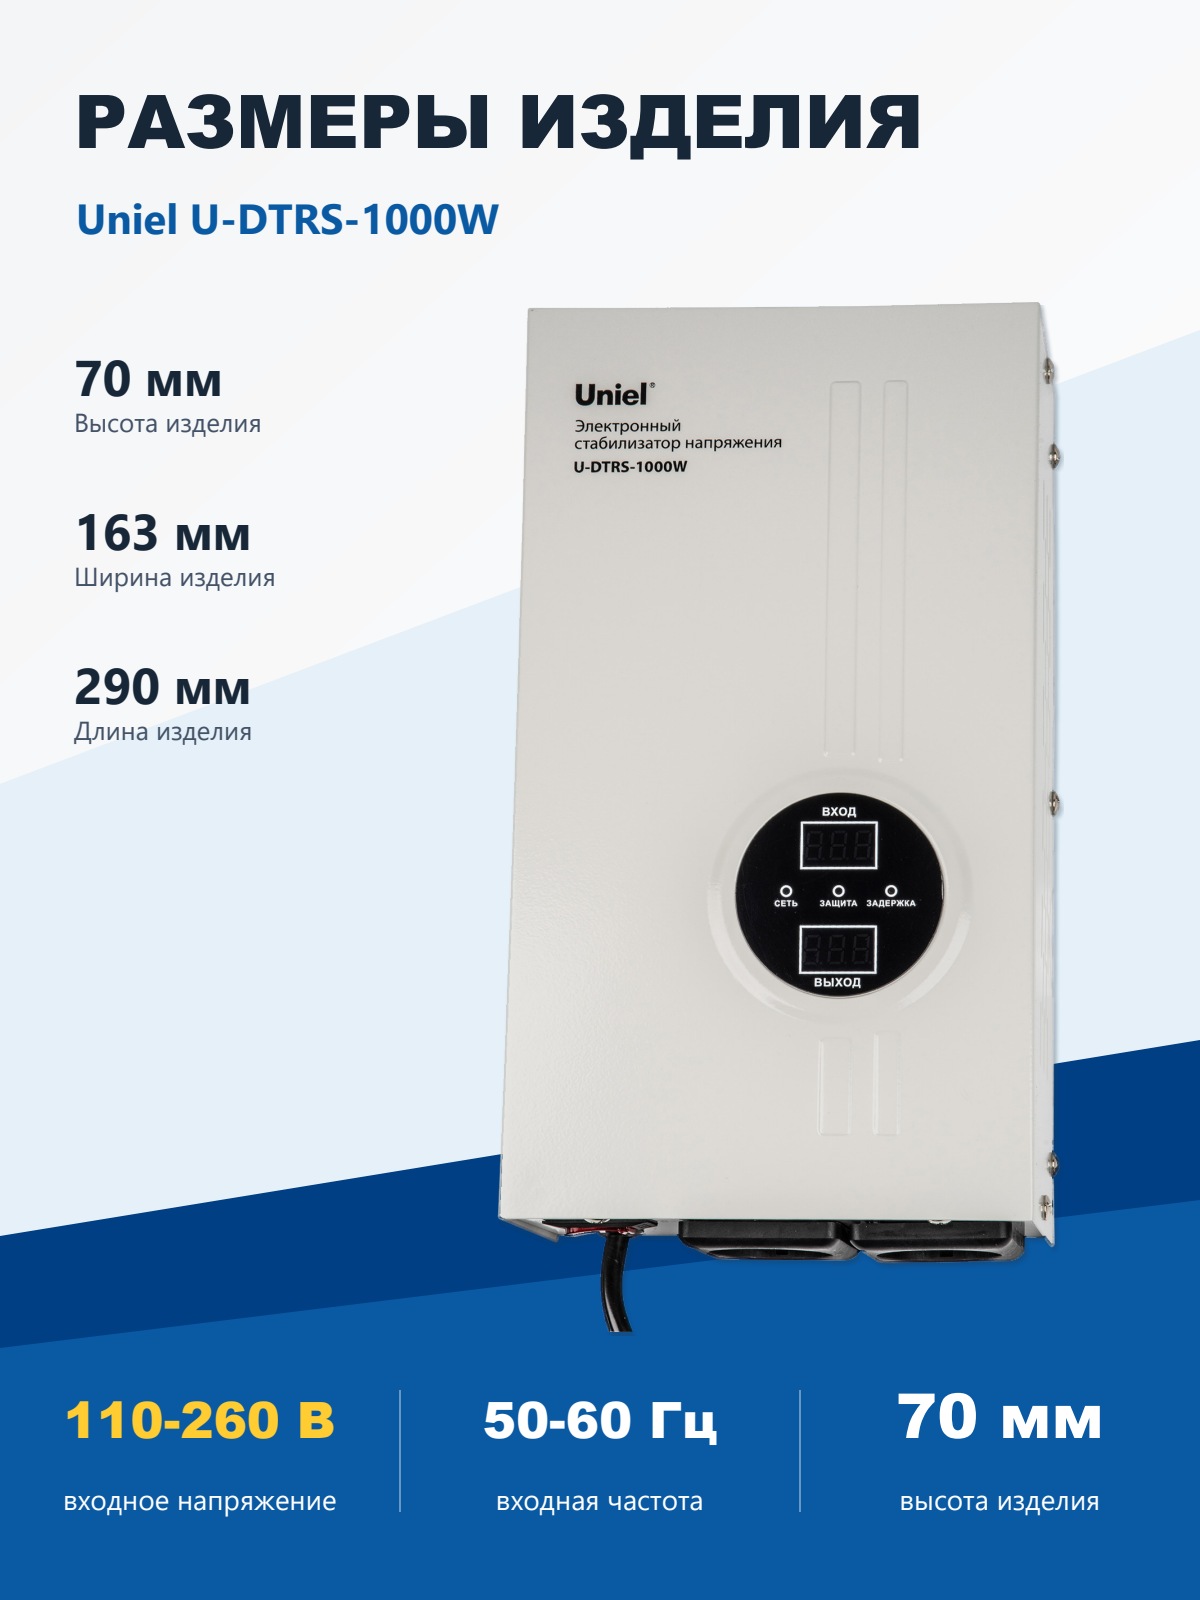 РАЗМЕРЫ ИЗДЕЛИЯ
Uniel U-DTRS-1000W
70 мм
Высота изделия
163 мм
Ширина изделия
290 мм
Длина изделия
Uniel®
Электронный
стабилизатор напряжения
U-DTRS-1000W
ВХОД
СЕТЬ ЗАЩИТА ЗАДЕРЖКА
ВЫХОД
110-260 В
входное напряжение
50-60 Гц
входная частота
70 мм
высота изделия